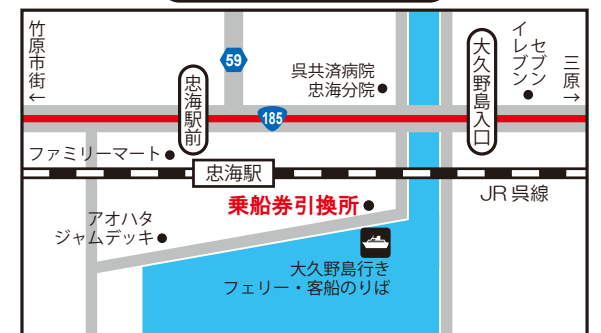 竹原市街←
59
忠海駅前
呉共済病院
忠海分院
185
大久野島入口
セブン
イレブン
三原→
ファミリーマート
忠海駅
JR呉線
乗船券引換所
アオハタ
ジャムデッキ
大久野島行き
フェリー・客船のりば